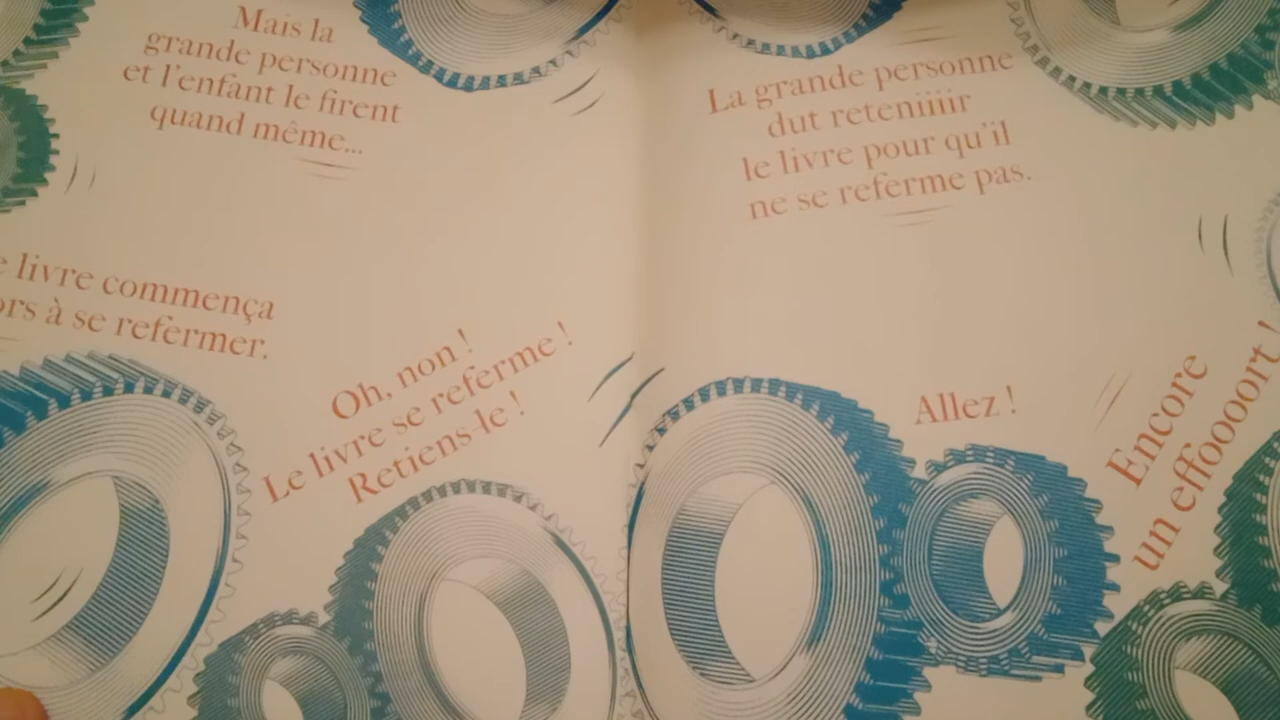 Mais la
grande personne
et l'enfant le firent
quand même...
livre commença
à se refermer.
Oh, non !
Le livre se referme !
Retiens-le !
La grande personne
dut reteniiiir
le livre pour qu'il
ne se referme pas.
Allez !
Encore
un effoooort !